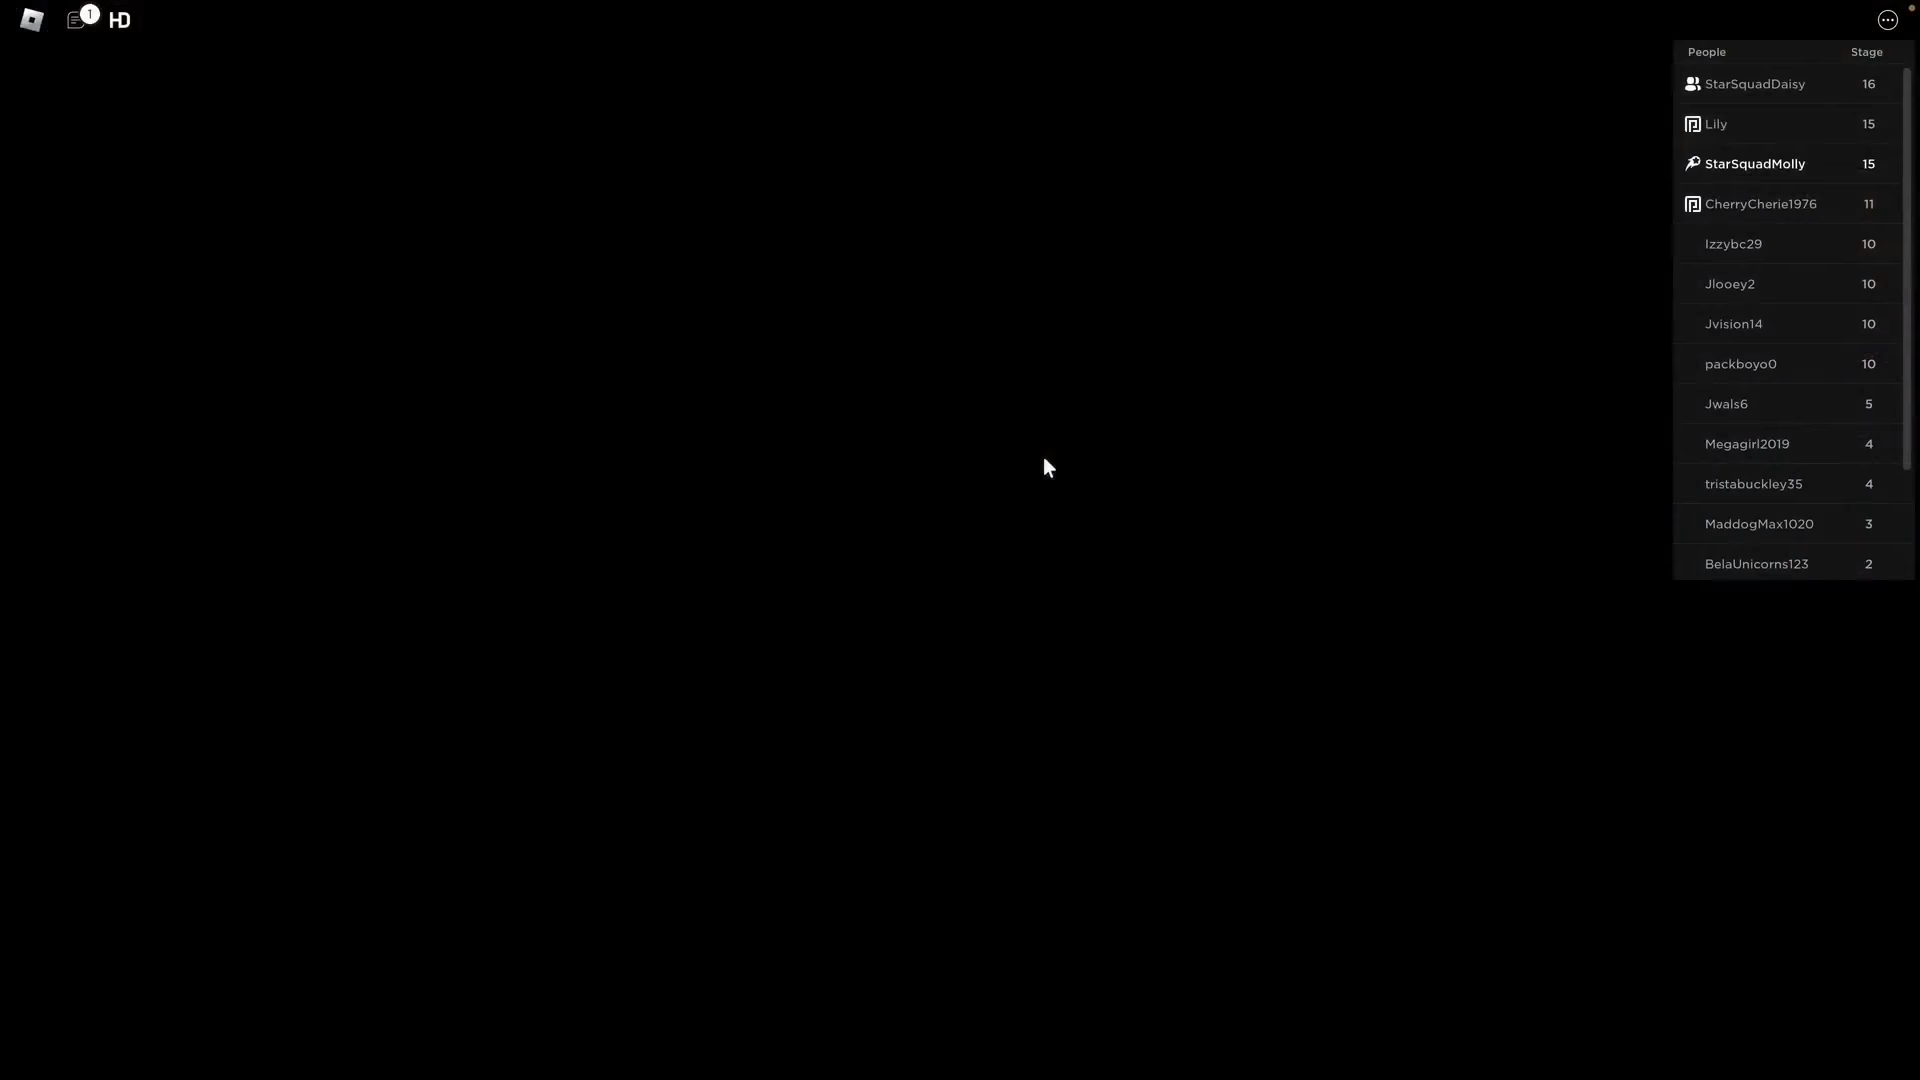 1
HD
People Stage
StarSquadDaisy 16
Lily 15
StarSquadMolly 15
CherryCherie1976 11
Izzybc29 10
Jlooey2 10
Jvision14 10
packboyo0 10
Jwals6 5
Megagirl2019 4
tristabuckley35 4
MaddogMax1020 3
BelaUnicorns123 2